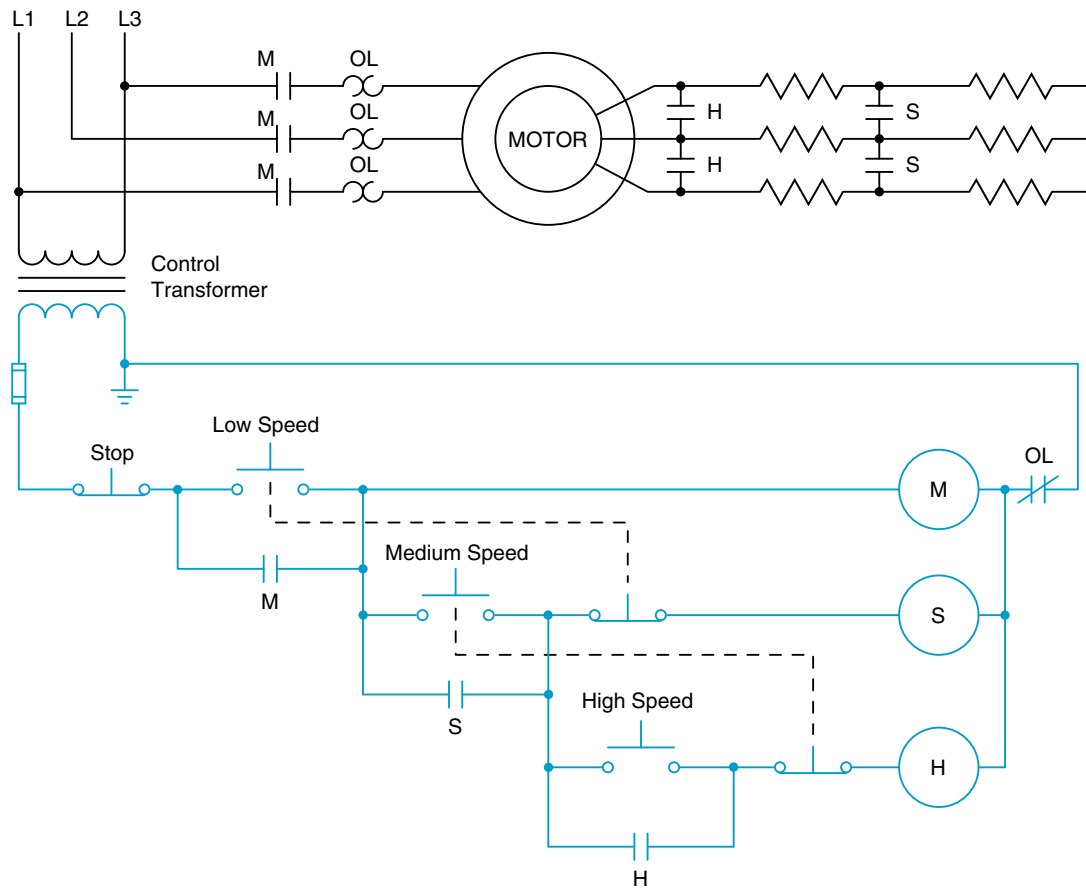 L1 L2 L3
M OL
H
S
M OL
MOTOR
M OL
H
S
Control
Transformer
Low Speed
Stop
OL
M
Medium Speed
M
S
High Speed
S
H
H